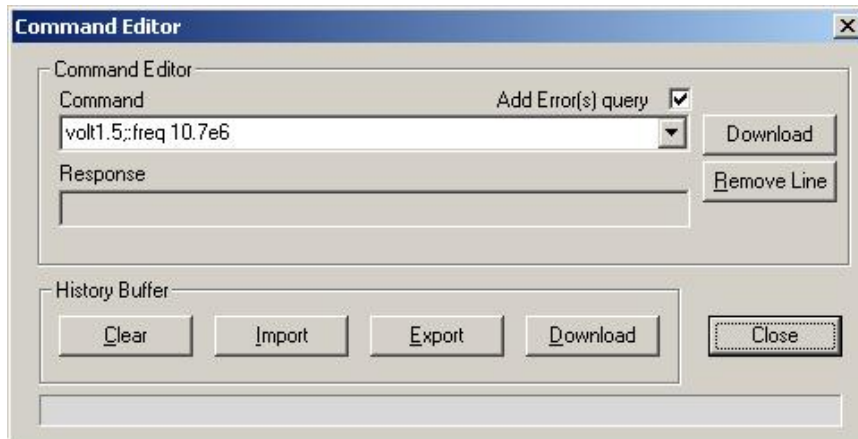 Command Editor
Command Editor
Command Add Error(s) query
volt1.5;:freq 10.7e6
Download
Response
Remove Line
History Buffer
Clear Import Export Download Close